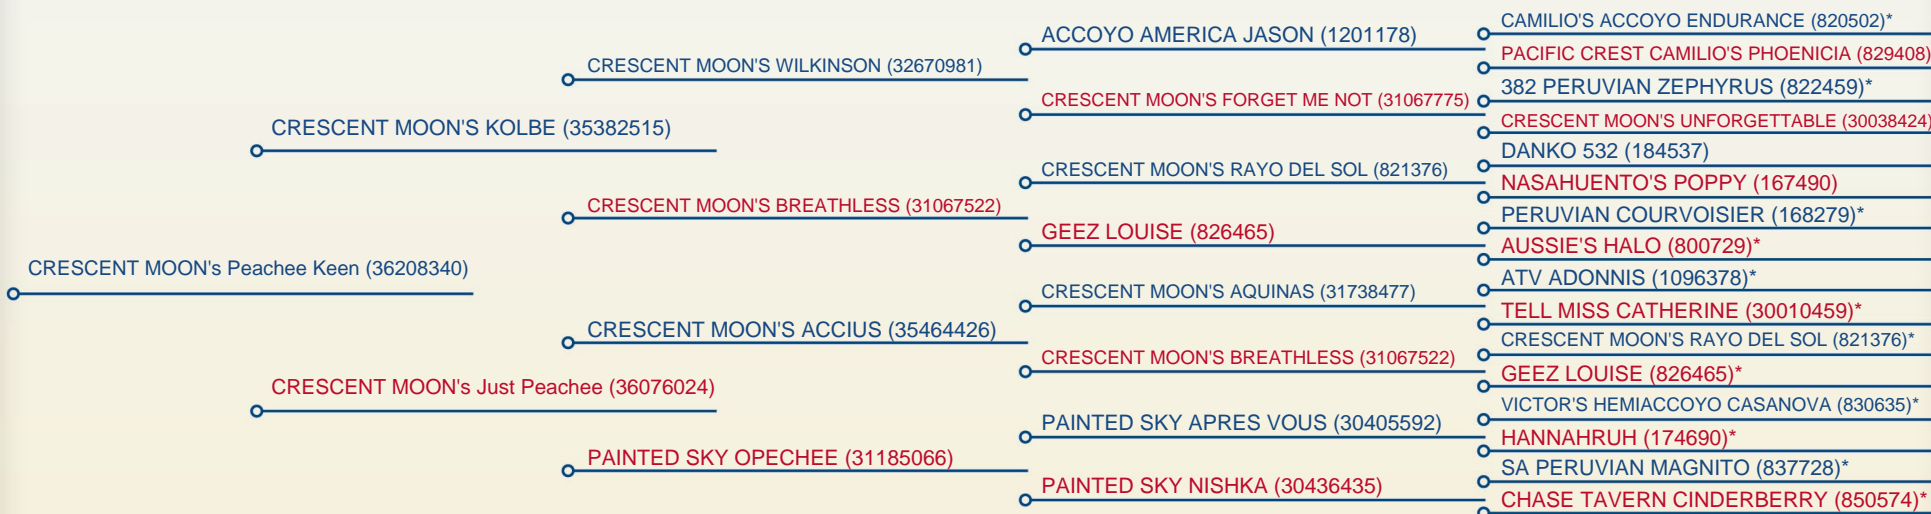 CRESCENT MOON's Peachee Keen (36208340)
CRESCENT MOON'S KOLBE (35382515)
CRESCENT MOON's Just Peachee (36076024)
CRESCENT MOON'S WILKINSON (32670981)
CRESCENT MOON'S BREATHLESS (31067522)
CRESCENT MOON'S ACCIUS (35464426)
PAINTED SKY OPECHEE (31185066)
ACCOYO AMERICA JASON (1201178)
CRESCENT MOON'S FORGET ME NOT (31067775)
CRESCENT MOON'S RAYO DEL SOL (821376)
GEEZ LOUISE (826465)
CRESCENT MOON'S AQUINAS (31738477)
CRESCENT MOON'S BREATHLESS (31067522)
PAINTED SKY APRES VOUS (30405592)
PAINTED SKY NISHKA (30436435)
CAMILIO'S ACCOYO ENDURANCE (820502)*
PACIFIC CREST CAMILIO'S PHOENICIA (829408)
382 PERUVIAN ZEPHYRUS (822459)*
CRESCENT MOON'S UNFORGETTABLE (30038424)
DANKO 532 (184537)
NASAHUENTO'S POPPY (167490)
PERUVIAN COURVOISIER (168279)*
AUSSIE'S HALO (800729)*
ATV ADONNIS (1096378)*
TELL MISS CATHERINE (30010459)*
CRESCENT MOON'S RAYO DEL SOL (821376)*
GEEZ LOUISE (826465)*
VICTOR'S HEMIACCOYO CASANOVA (830635)*
HANNAHRUH (174690)*
SA PERUVIAN MAGNITO (837728)*
CHASE TAVERN CINDERBERRY (850574)*